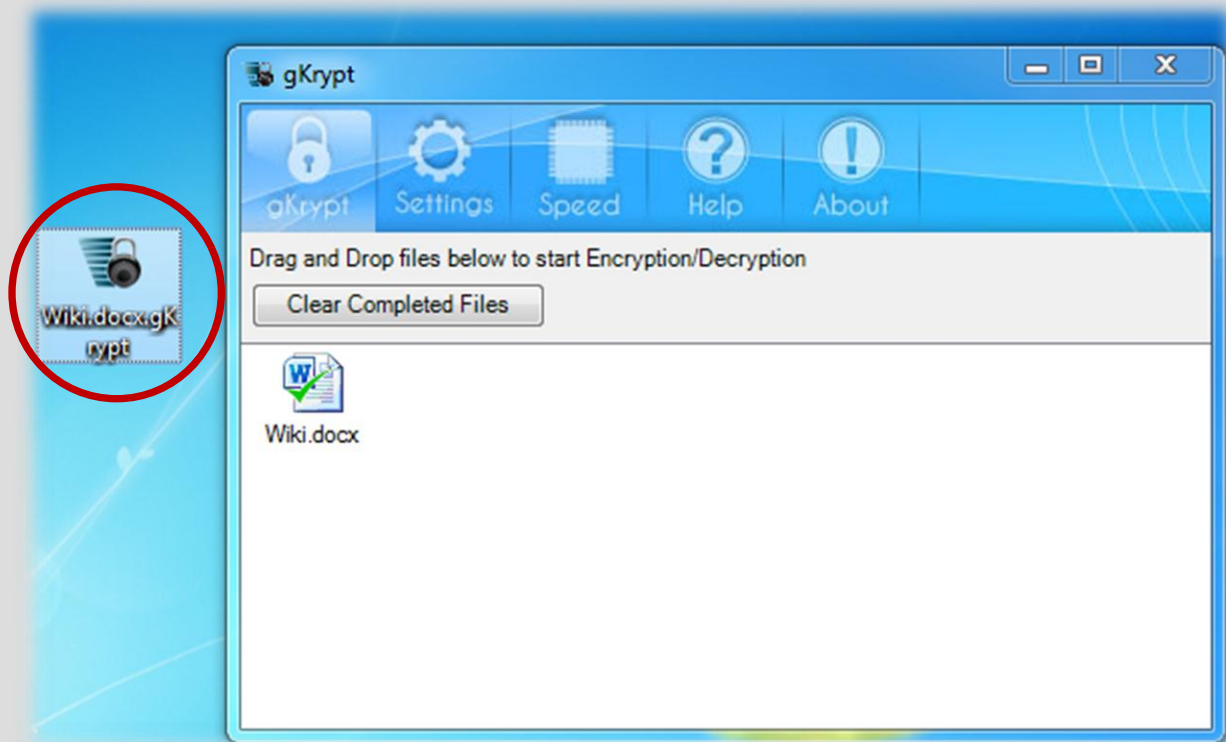 gKrypt
gKrypt
Settings
Speed
Help
About
Drag and Drop files below to start Encryption/Decryption
Clear Completed Files
Wiki.docx.gK
rypt
Wiki.docx